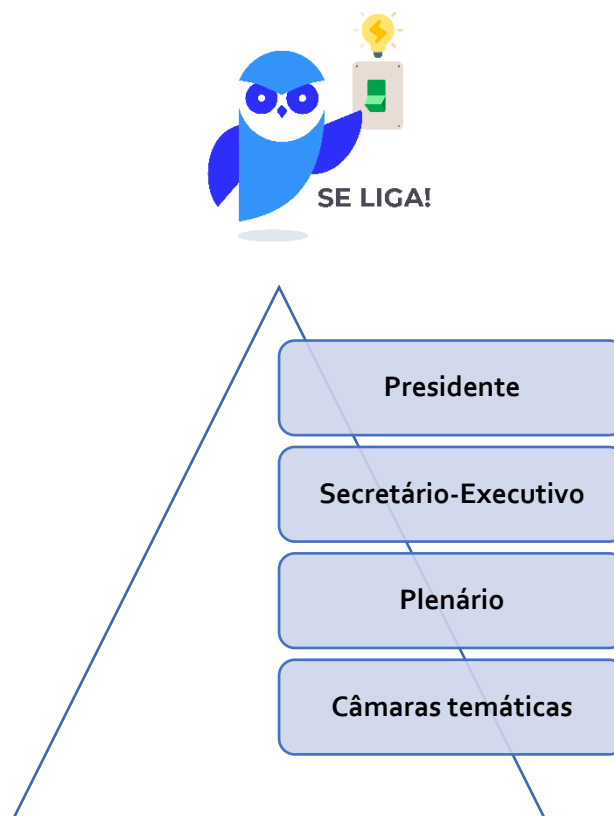 SE LIGA!
Presidente
Secretário-Executivo
Plenário
Câmaras temáticas